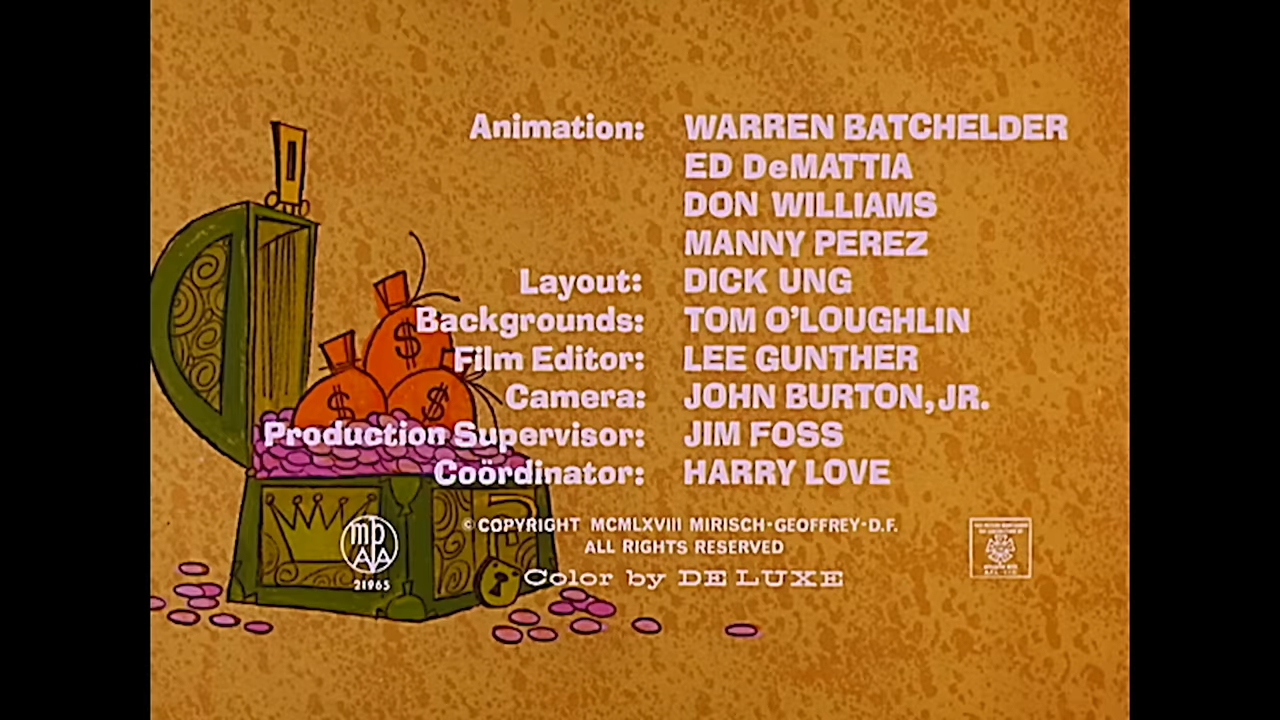 Animation: WARREN BATCHELDER
ED DeMATTIA
DON WILLIAMS
MANNY PEREZ
Layout: DICK UNG
Backgrounds: TOM O'LOUGHLIN
Film Editor: LEE GUNTHER
Camera: JOHN BURTON, JR.
Production Supervisor: JIM FOSS
Coördinator: HARRY LOVE
© COPYRIGHT MCMLXVIII MIRISCH-GEOFFREY-D.F.
ALL RIGHTS RESERVED
Color by DE LUXE
mpAA
21965
$
$
$